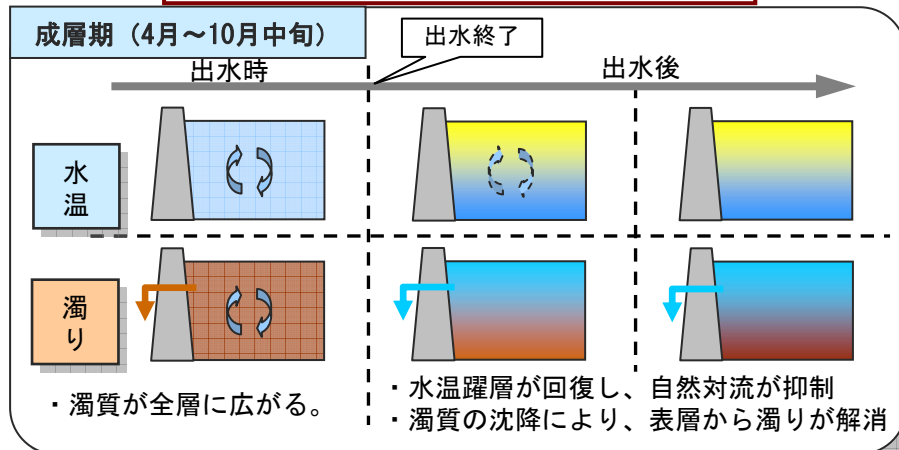 成層期（4月～10月中旬）
出水終了
出水時
出水後
水温
濁り
・濁質が全層に広がる。
・水温躍層が回復し、自然対流が抑制
・濁質の沈降により、表層から濁りが解消